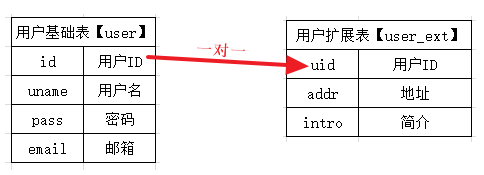 用户基础表【user】
id 用户ID
uname 用户名
pass 密码
email 邮箱
一对一
用户扩展表【user_ext】
uid 用户ID
addr 地址
intro 简介